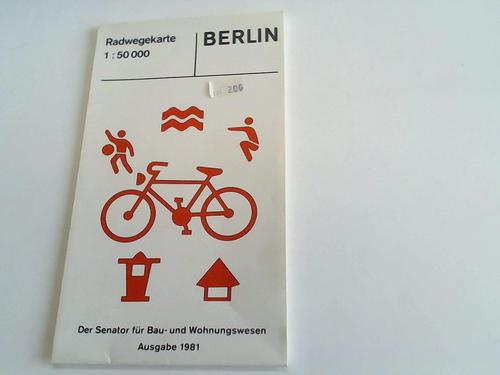 Radwegekarte
1 : 50 000
BERLIN
200
Der Senator für Bau- und Wohnungswesen
Ausgabe 1981